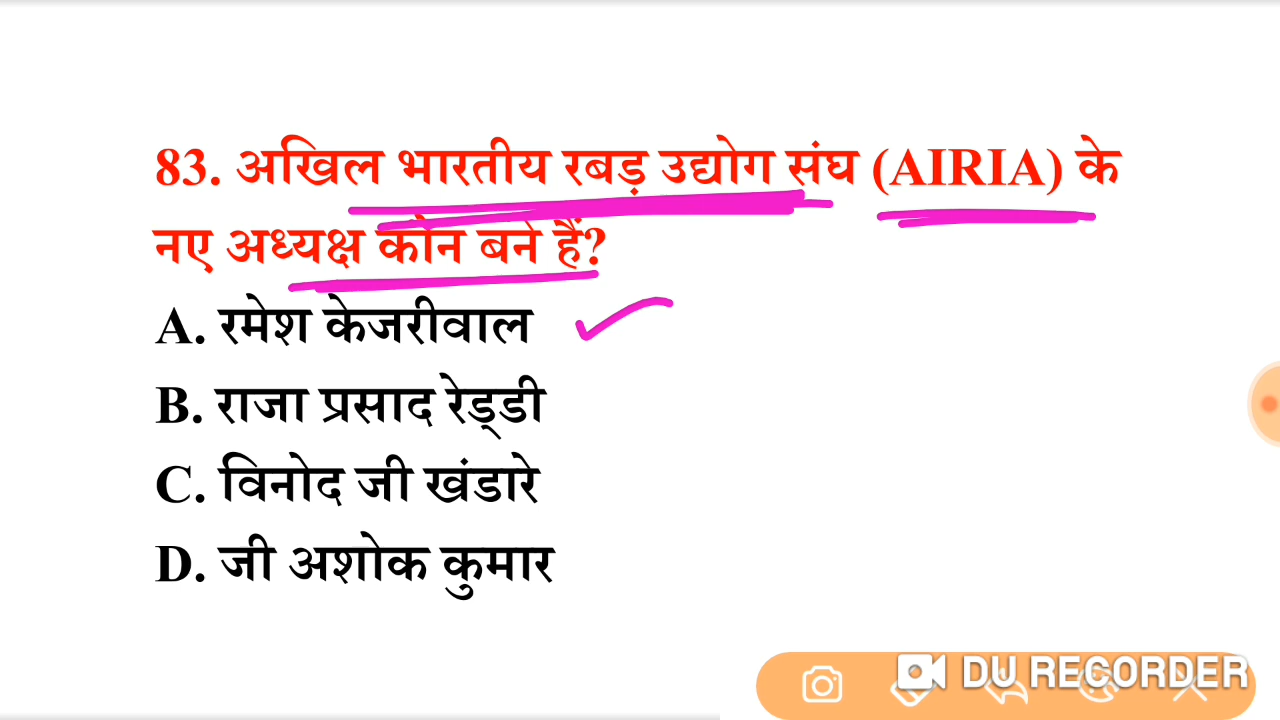 83. अखिल भारतीय रबड़ उद्योग संघ (AIRIA) के
नए अध्यक्ष कौन बने हैं?
A. रमेश केजरीवाल
B. राजा प्रसाद रेड्‌डी
C. विनोद जी खंडारे
D. जी अशोक कुमार
DU RECORDER